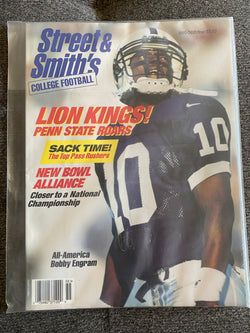 Street &
Smith's
COLLEGE FOOTBALL
LION KINGS!
PENN STATE ROARS
SACK TIME!
The Top Pass Rushers
NEW BOWL
ALLIANCE
Closer to a National
Championship
10
10
All-America
Bobby Engram